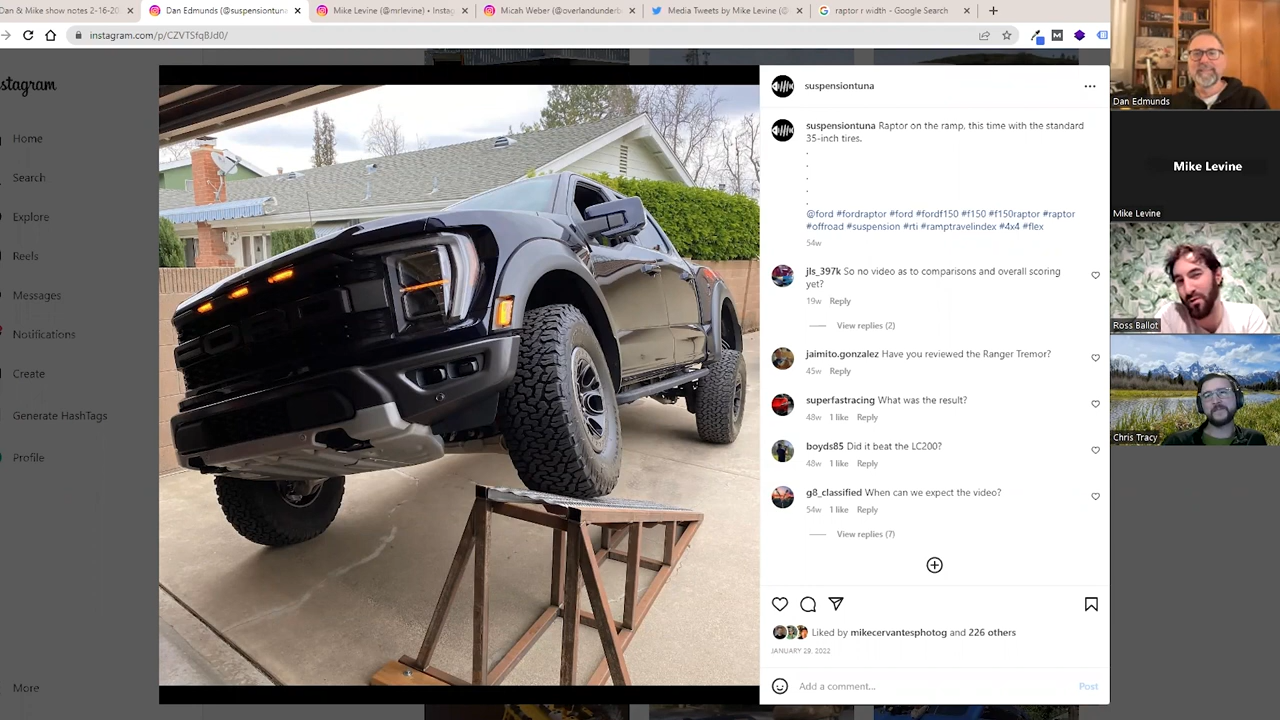 Dan & Mike show notes 2-16-20
Dan Edmunds (@suspensiontuna
Mike Levine (@mrlevine) • Instag
Micah Weber (@overlandunderb
Media Tweets by Mike Levine (@
raptor r width - Google Search
instagram.com/p/CZVTSfqBJd0/
nstagram
Home
Search
Explore
Reels
Messages
Notifications
Create
Generate HashTags
Profile
More
FORD
suspensiontuna
suspensiontuna Raptor on the ramp, this time with the standard
35-inch tires.
.
.
.
.
.
@ford #fordraptor #ford #fordf150 #f150 #f150raptor #raptor
#offroad #suspension #rti #ramptravelindex #4x4 #flex
54w
jls_397k So no video as to comparisons and overall scoring
yet?
19w Reply
View replies (2)
jaimito.gonzalez Have you reviewed the Ranger Tremor?
45w Reply
superfastracing What was the result?
48w 1 like Reply
boyds85 Did it beat the LC200?
48w 1 like Reply
g8_classified When can we expect the video?
54w 1 like Reply
View replies (7)
Liked by mikecervantesphotog and 226 others
JANUARY 29, 2022
Add a comment...
Post
Dan Edmunds
Mike Levine
Mike Levine
Ross Ballot
Chris Tracy